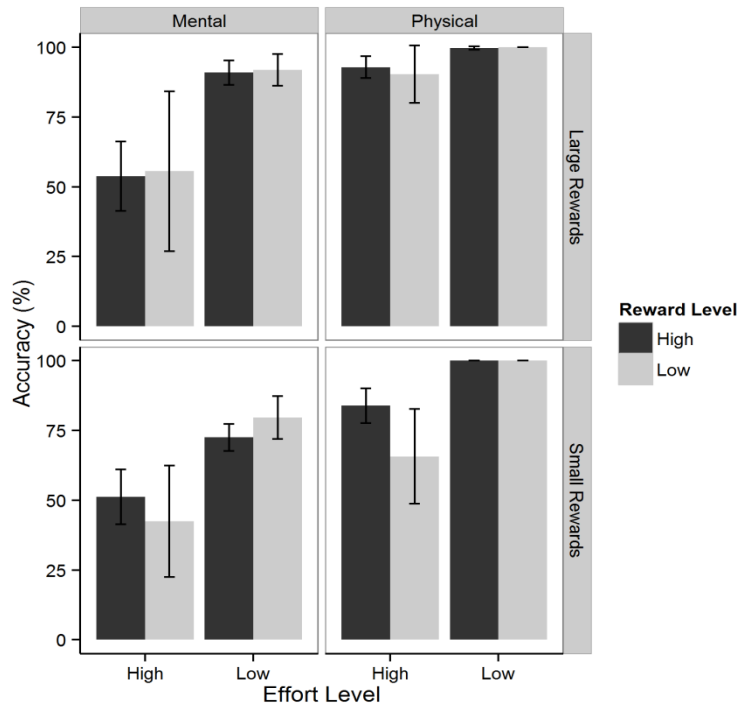 Mental
Physical
100
75
50
25
0
Large Rewards
100
75
50
25
0
Small Rewards
Accuracy (%)
High
Low
High
Low
Effort Level
Reward Level
High
Low